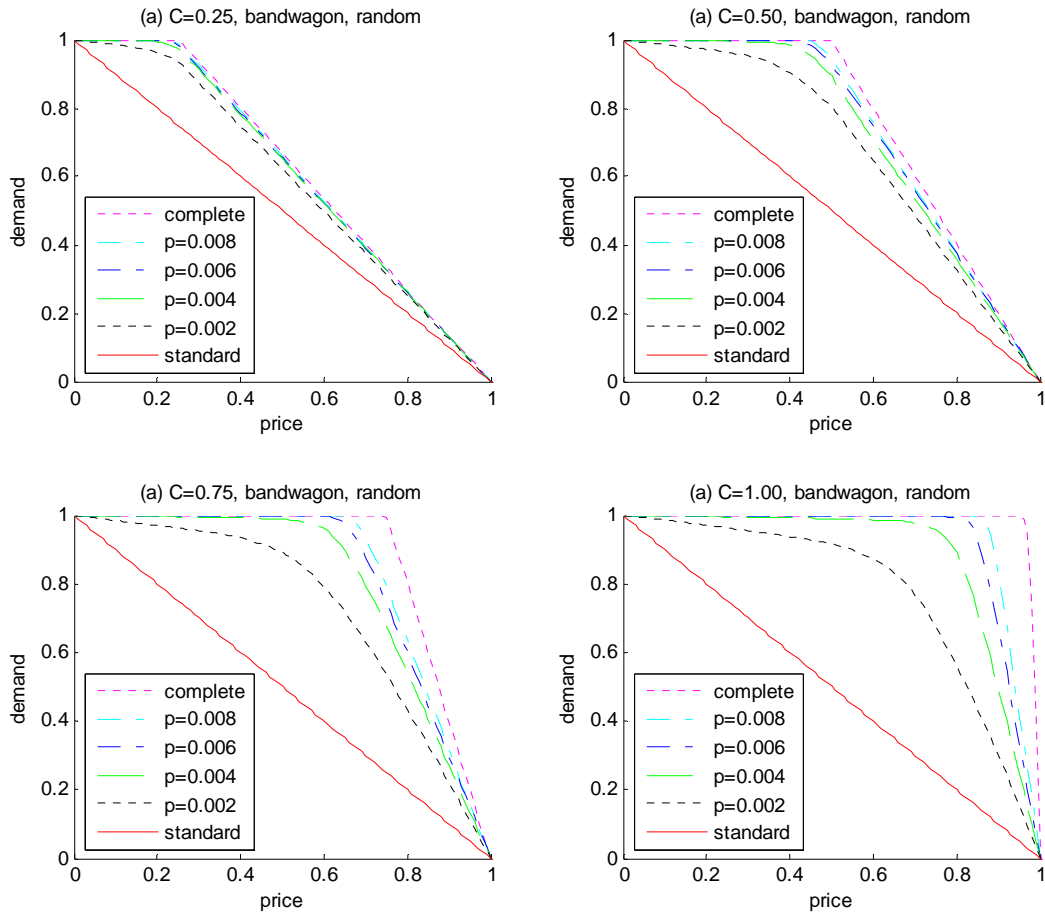 (a) C=0.25, bandwagon, random
1
0.8
0.6
0.4
0.2
0
demand
complete
p=0.008
p=0.006
p=0.004
p=0.002
standard
0 0.2 0.4 0.6 0.8 1
price
(a) C=0.50, bandwagon, random
1
0.8
0.6
0.4
0.2
0
demand
complete
p=0.008
p=0.006
p=0.004
p=0.002
standard
0 0.2 0.4 0.6 0.8 1
price
(a) C=0.75, bandwagon, random
1
0.8
0.6
0.4
0.2
0
demand
complete
p=0.008
p=0.006
p=0.004
p=0.002
standard
0 0.2 0.4 0.6 0.8 1
price
(a) C=1.00, bandwagon, random
1
0.8
0.6
0.4
0.2
0
demand
complete
p=0.008
p=0.006
p=0.004
p=0.002
standard
0 0.2 0.4 0.6 0.8 1
price